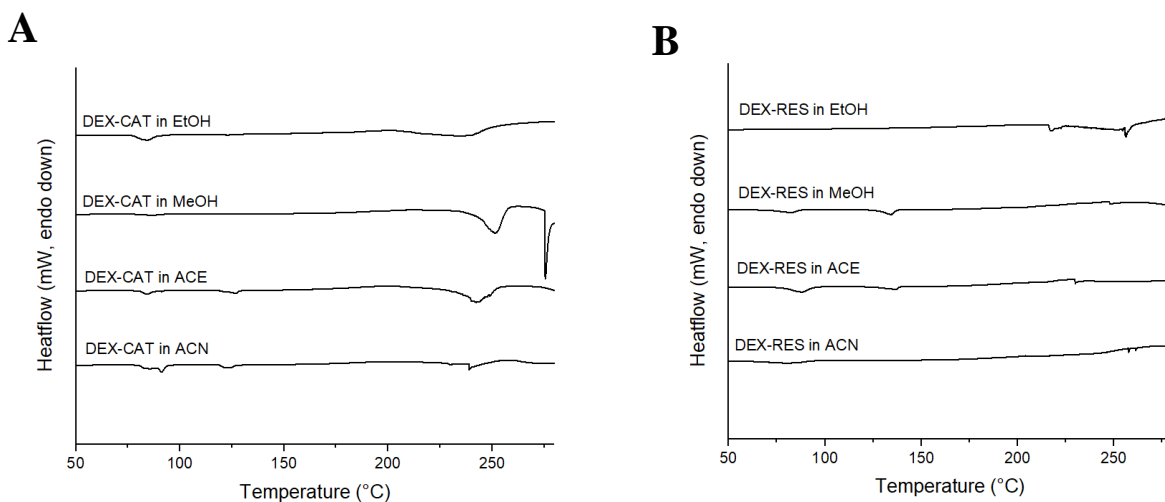 A
Heatflow (mW, endo down)
DEX-CAT in EtOH
DEX-CAT in MeOH
DEX-CAT in ACE
DEX-CAT in ACN
50 100 150 200 250
Temperature (°C)
B
Heatflow (mW, endo down)
DEX-RES in EtOH
DEX-RES in MeOH
DEX-RES in ACE
DEX-RES in ACN
50 100 150 200 250
Temperature (°C)